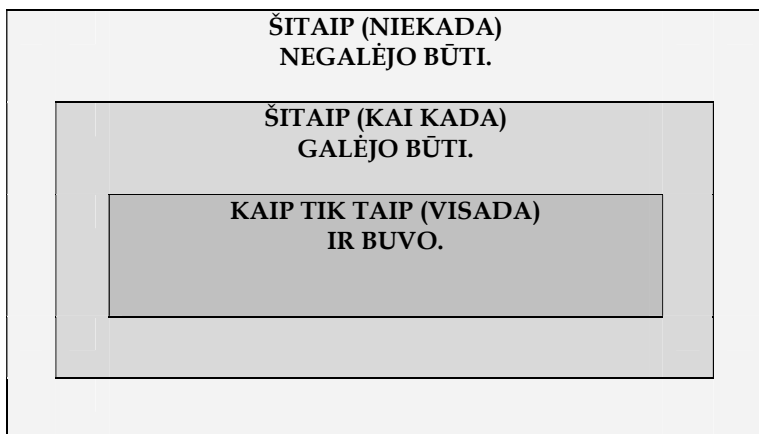 ŠITAIP (NIEKADA)
NEGALĖJO BŪTI.
ŠITAIP (KAI KADA)
GALĖJO BŪTI.
KAIP TIK TAIP (VISADA)
IR BUVO.